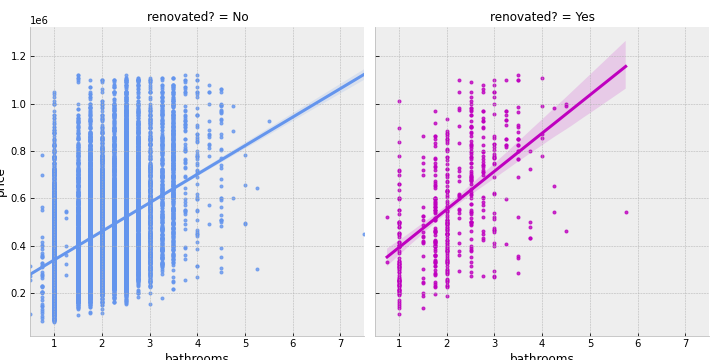 renovated? = No
renovated? = Yes
1e6
1.2
1.0
0.8
0.6
0.4
0.2
price
1 2 3 4 5 6 7
1 2 3 4 5 6 7
bathrooms
bathrooms